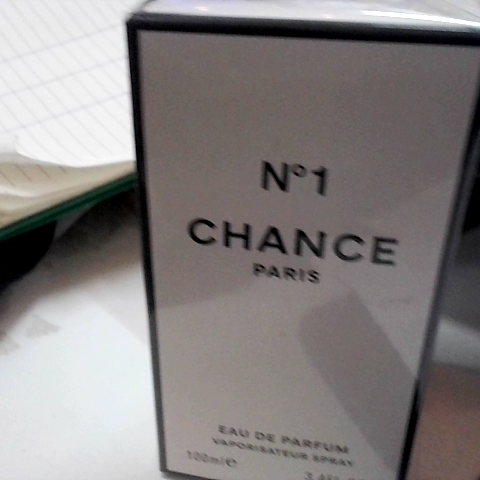 N°1
CHANCE
PARIS
EAU DE PARFUM
VAPORISATEUR SPRAY
100ml℮